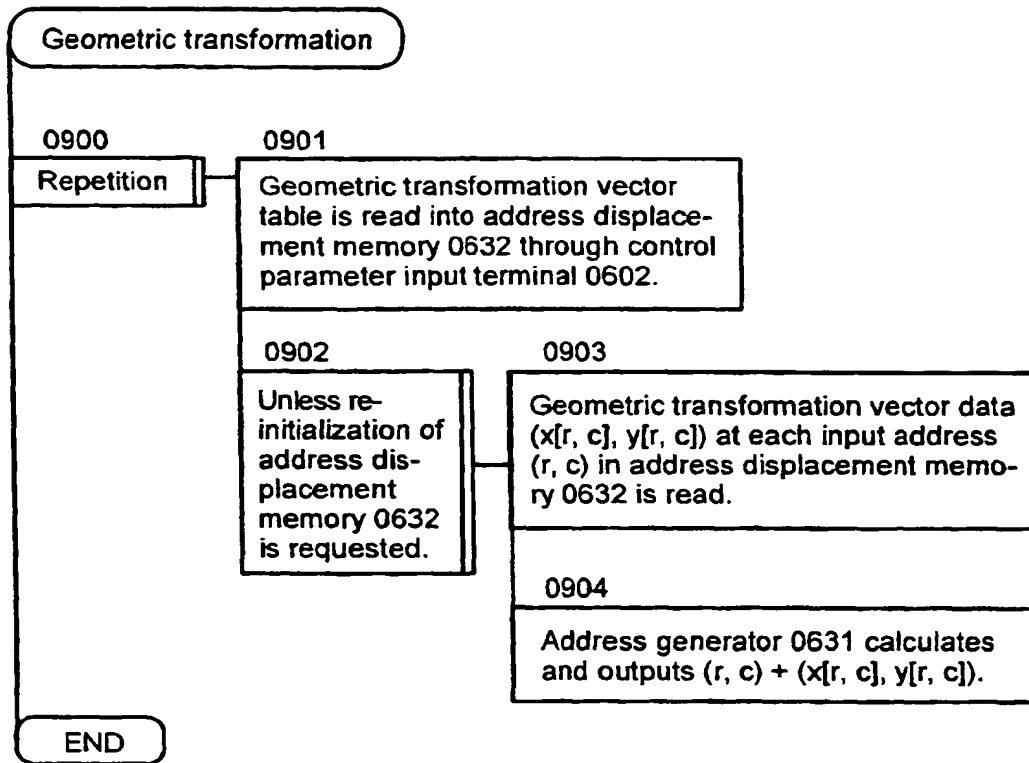 Geometric transformation
0900
Repetition
0901
Geometric transformation vector
table is read into address displace-
ment memory 0632 through control
parameter input terminal 0602.
0902
Unless re-
initialization of
address dis-
placement
memory 0632
is requested.
0903
Geometric transformation vector data
(x[r, c], y[r, c]) at each input address
(r, c) in address displacement memo-
ry 0632 is read.
0904
Address generator 0631 calculates
and outputs (r, c) + (x[r, c], y[r, c]).
END